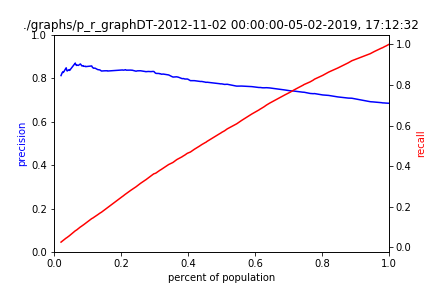 ./graphs/p_r_graphDT-2012-11-02 00:00:00-05-02-2019, 17:12:32
1.0
0.8
0.6
0.4
0.2
0.0
precision
1.0
0.8
0.6
0.4
0.2
0.0
recall
0.0 0.2 0.4 0.6 0.8 1.0
percent of population